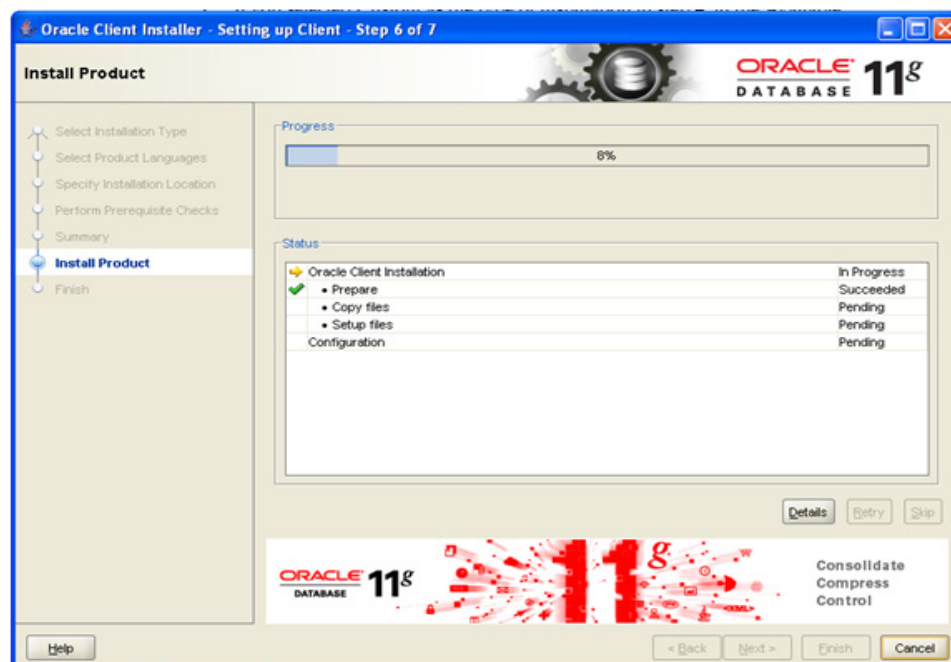 Oracle Client Installer - Setting up Client - Step 6 of 7
Install Product
ORACLE
DATABASE 11g
Select Installation Type
Select Product Languages
Specify Installation Location
Perform Prerequisite Checks
Summary
Install Product
Finish
Progress
8%
Status
Oracle Client Installation In Progress
• Prepare Succeeded
• Copy files Pending
• Setup files Pending
Configuration Pending
Details Retry Skip
ORACLE
DATABASE 11g
11g
<XML>
Consolidate
Compress
Control
Help < Back Next > Finish Cancel